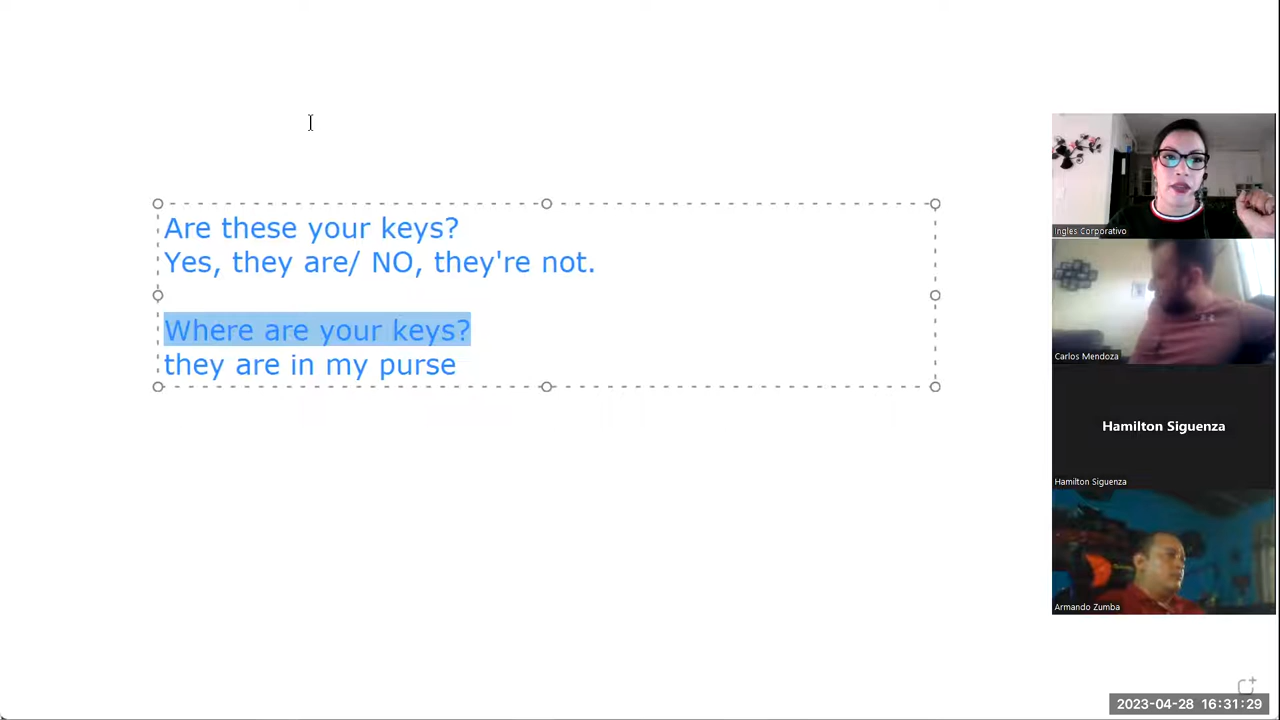 Are these your keys?
Yes, they are/ NO, they're not.
Where are your keys?
they are in my purse
Ingles Corporativo
Carlos Mendoza
Hamilton Siguenza
Hamilton Siguenza
Armando Zumba
2023-04-28 16:31:29